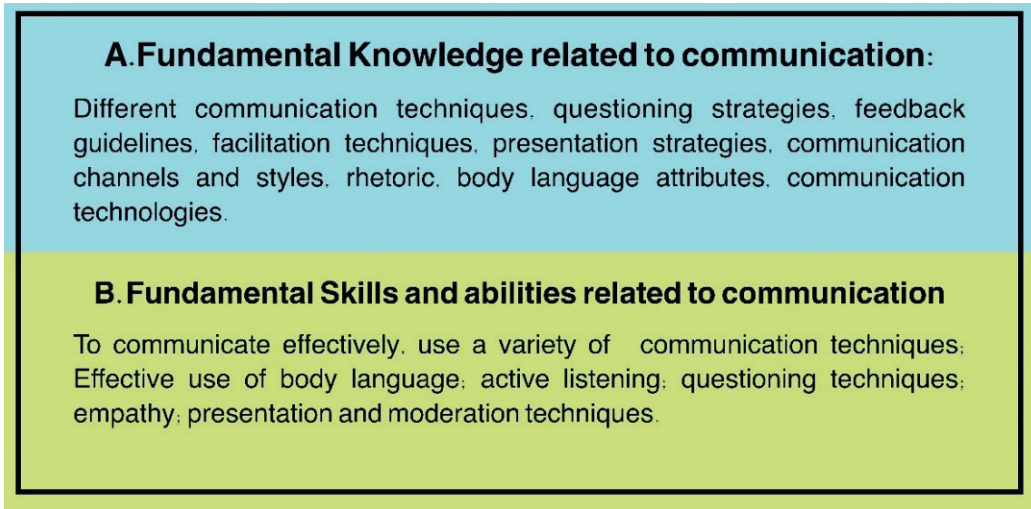 A.Fundamental Knowledge related to communication:
Different communication techniques, questioning strategies, feedback
guidelines, facilitation techniques, presentation strategies, communication
channels and styles, rhetoric, body language attributes, communication
technologies.
B.Fundamental Skills and abilities related to communication
To communicate effectively, use a variety of communication techniques;
Effective use of body language; active listening; questioning techniques;
empathy; presentation and moderation techniques.